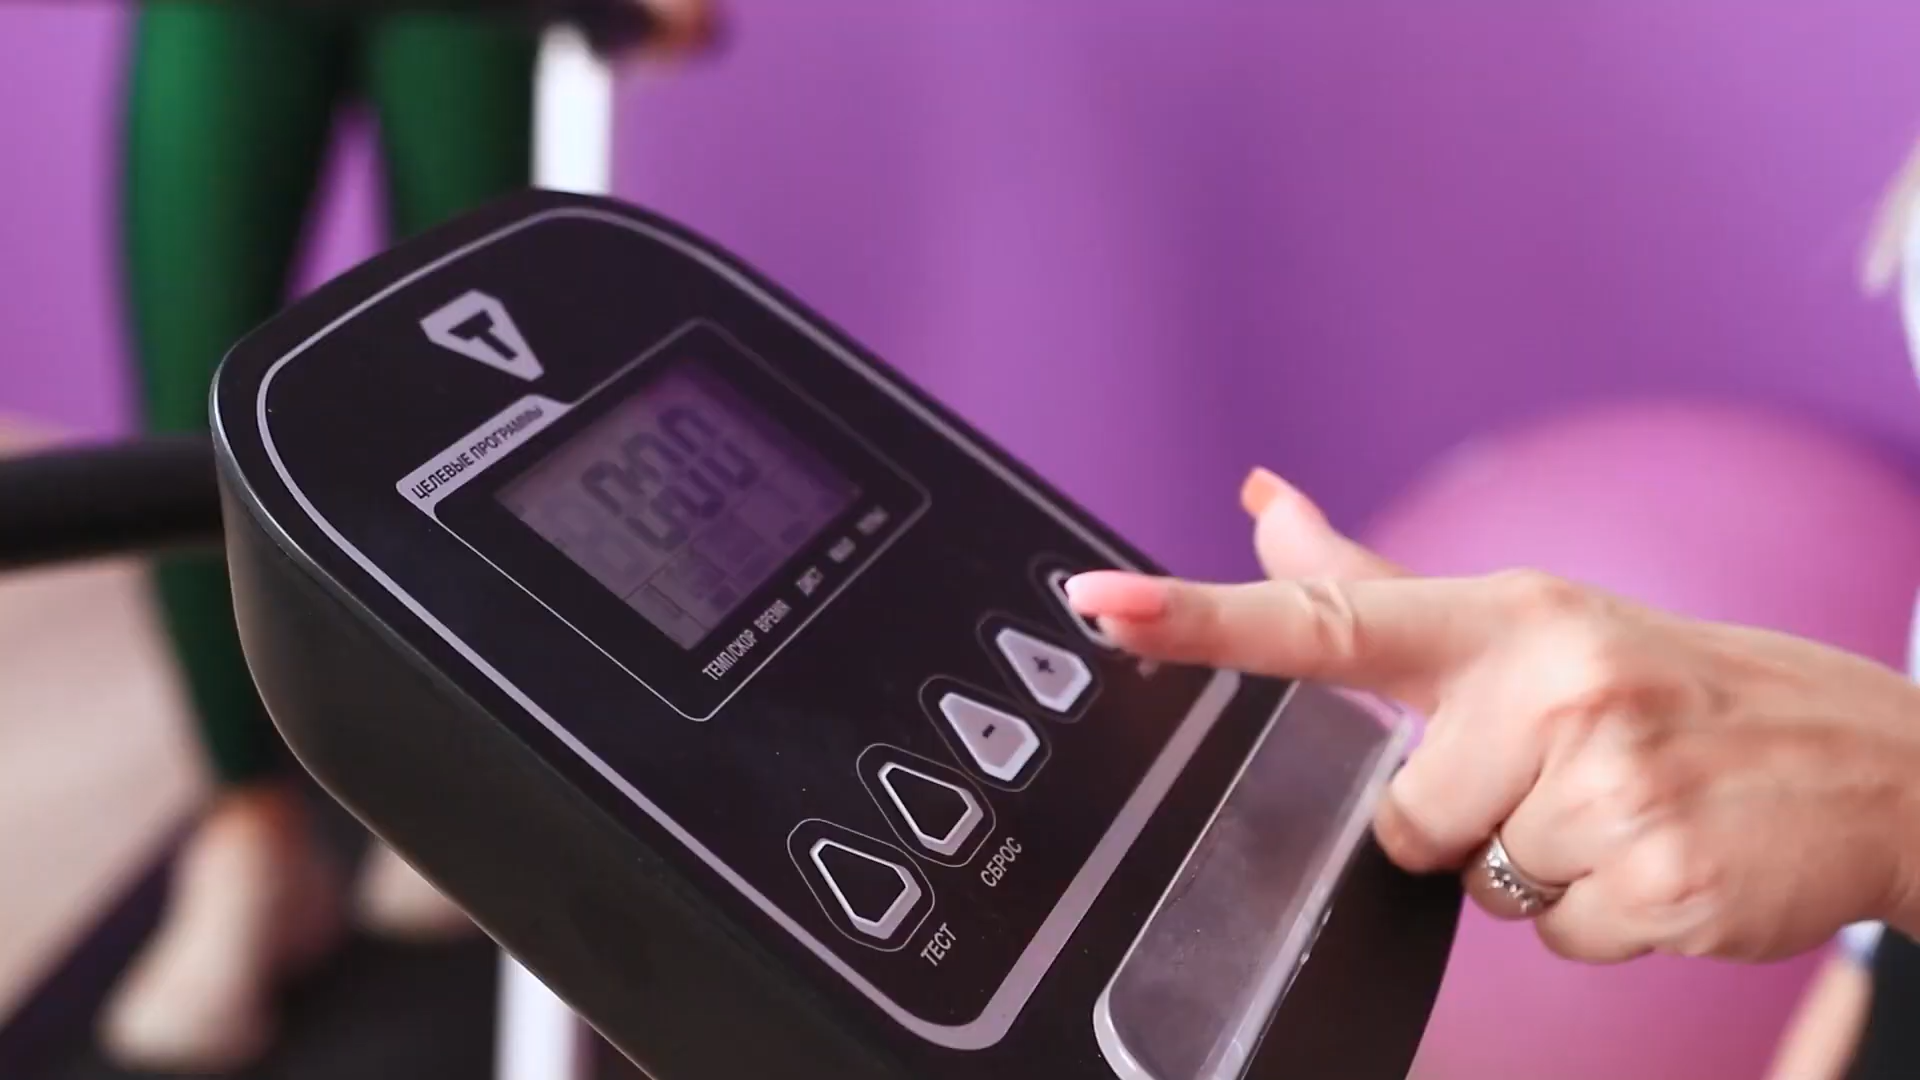 T
ЦЕЛЕВЫЕ ПРОГРАММЫ
ТЕМП/СКОР ВРЕМЯ ДИСТ
+
-
СБРОС
ТЕСТ